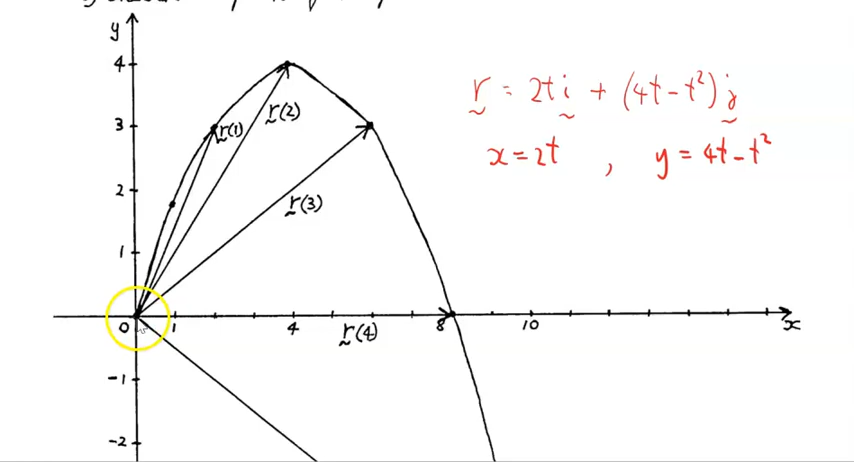 y
r = 2t i + (4t - t²) j
x = 2t , y = 4t - t²
4
3
2
1
r(1)
r(2)
r(3)
0
1
4
r(4)
8
10
x
-1
-2